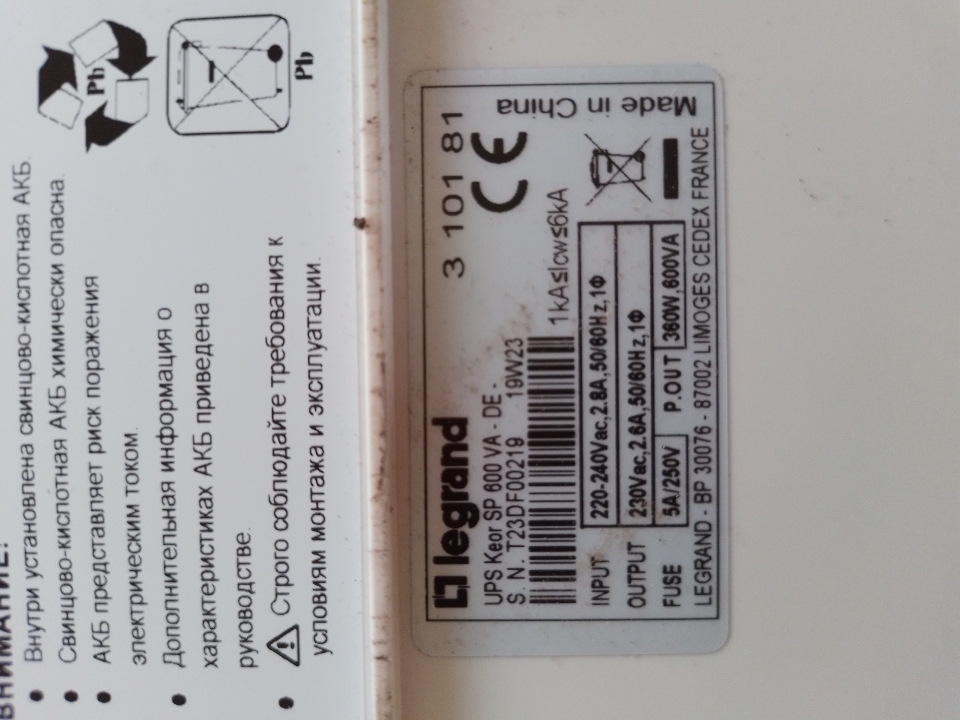 ВНИМАНИЕ!
• Внутри установлена свинцово-кислотная АКБ.
• Свинцово-кислотная АКБ химически опасна.
• АКБ представляет риск поражения
электрическим током.
• Дополнительная информация о
характеристиках АКБ приведена в
руководстве.
• Строго соблюдайте требования к
условиям монтажа и эксплуатации.
Pb
Pb
legrand
3 101 81
UPS Keor SP 600 VA - DE -
S. N. T23DF00219 19W23
1kA≤Icw≤6kA
CE
Made in China
INPUT 220-240Vac,2.8A,50/60Hz,1Φ
OUTPUT 230Vac,2.6A,50/60Hz,1Φ
FUSE 5A/250V P.OUT 360W,600VA
LEGRAND - BP 30076 - 87002 LIMOGES CEDEX FRANCE